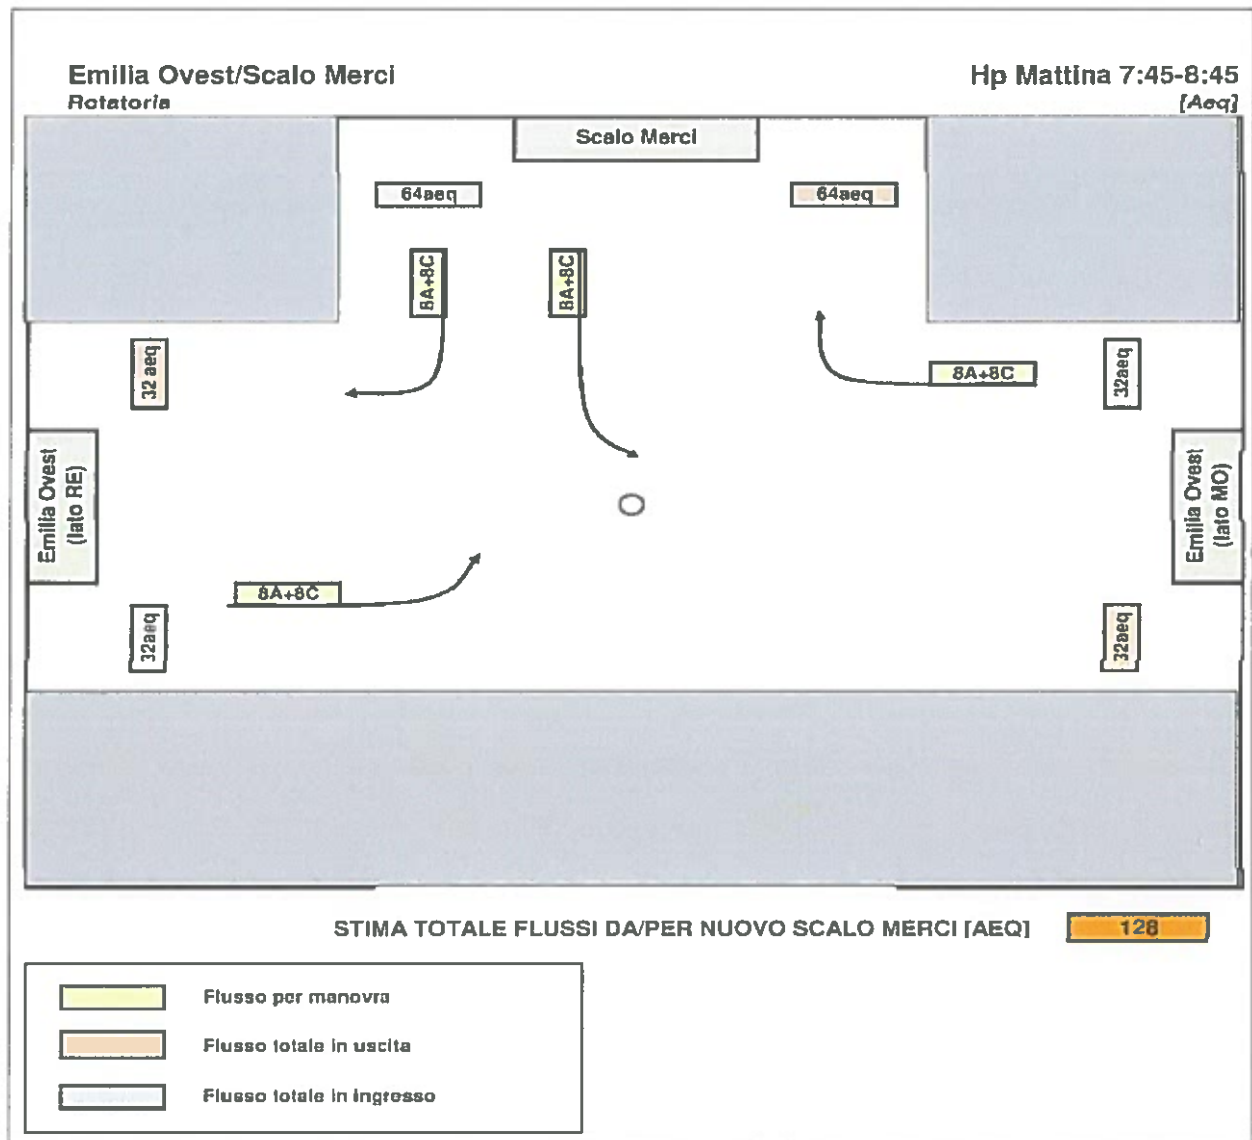 Emilia Ovest/Scalo Merci
Hp Mattina 7:45-8:45
Rotatoria
[Aeq]
Scalo Merci
64aeq
64aeq
8A+8C
8A+8C
32 aeq
8A+8C
32aeq
Emilia Ovest
(lato RE)
Emilia Ovest
(lato MO)
8A+8C
32aeq
32aeq
STIMA TOTALE FLUSSI DA/PER NUOVO SCALO MERCI [AEQ]
128
Flusso per manovra
Flusso totale in uscita
Flusso totale in ingresso